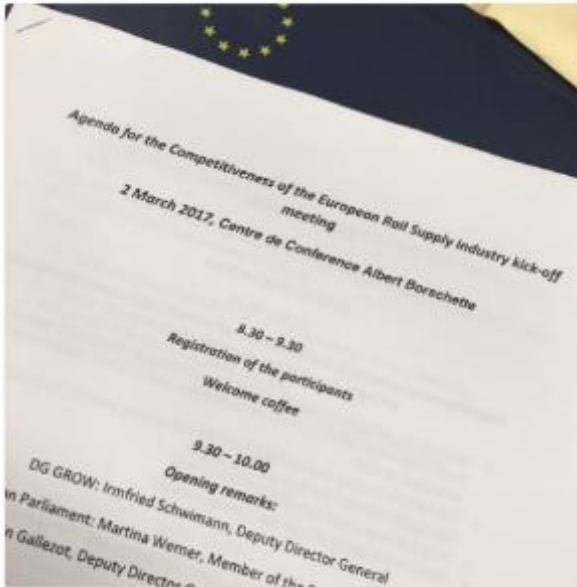 Agenda for the Competitiveness of the European Rail Supply Industry kick-off
meeting
2 March 2017, Centre de Conference Albert Borschette
8.30 – 9.30
Registration of the participants
Welcome coffee
9.30 – 10.00
Opening remarks:
DG GROW: Irmfried Schwimann, Deputy Director General
Parliament: Martina Werner, Member of the
Gallezot, Deputy Director